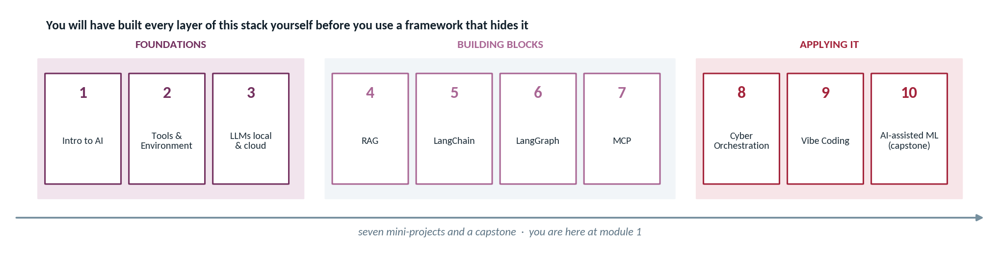 You will have built every layer of this stack yourself before you use a framework that hides it
FOUNDATIONS
1
Intro to AI
2
Tools &
Environment
3
LLMs local
& cloud
BUILDING BLOCKS
4
RAG
5
LangChain
6
LangGraph
7
MCP
APPLYING IT
8
Cyber
Orchestration
9
Vibe Coding
10
AI-assisted ML
(capstone)
seven mini-projects and a capstone · you are here at module 1